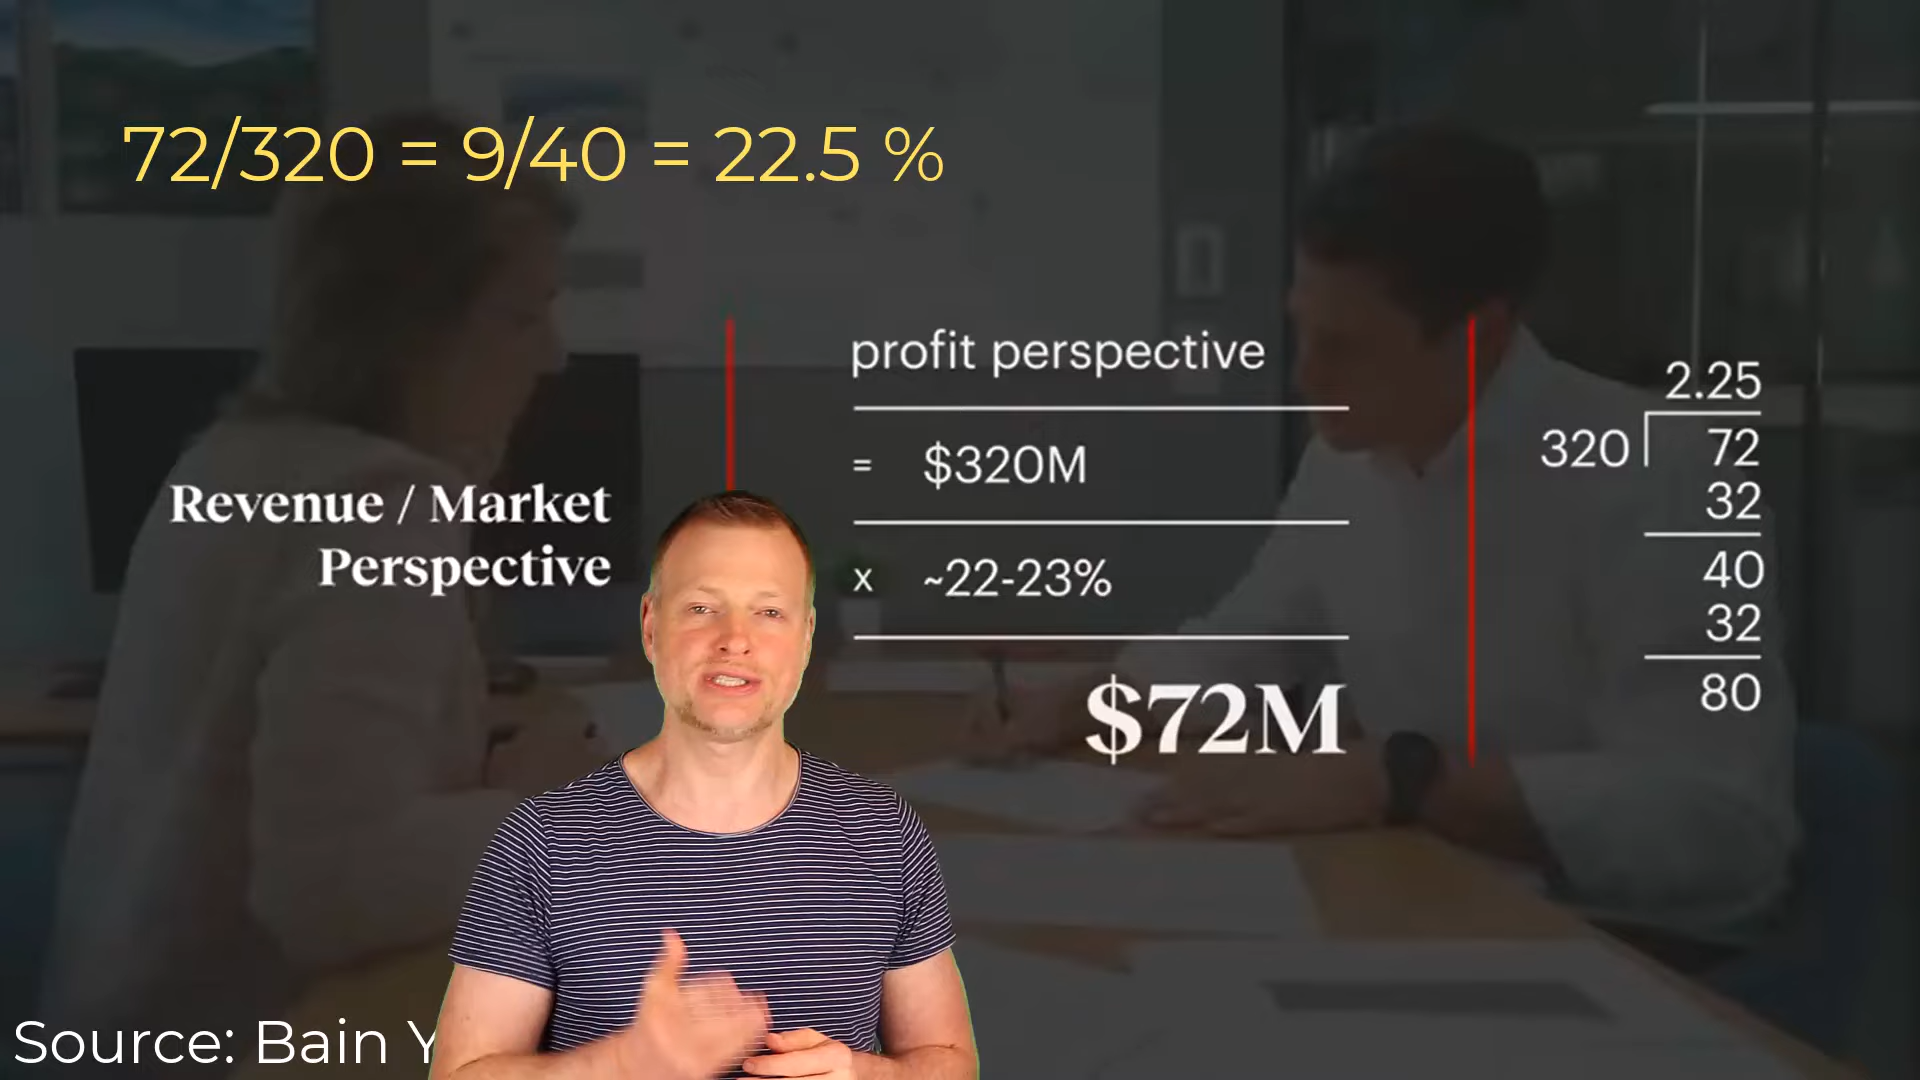 72/320 = 9/40 = 22.5 %
Revenue / Market
Perspective
profit perspective
= $320M
x ~22-23%
$72M
2.25
320 72
32
40
32
80
Source: Bain